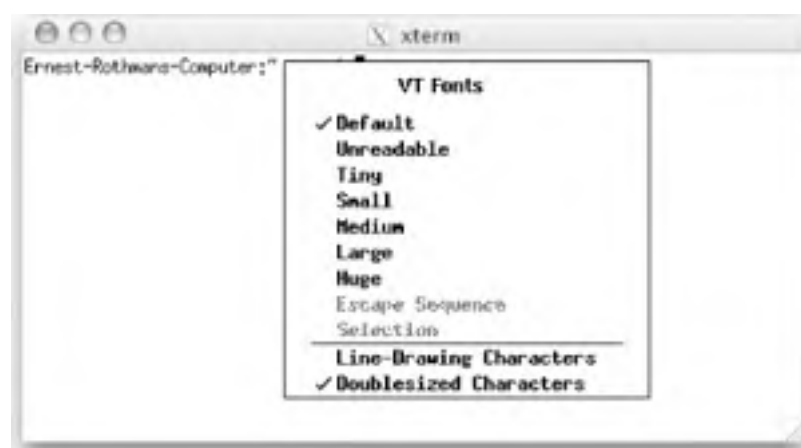 xterm
Ernest-Rothmans-Computer:~
VT Fonts
✓Default
Unreadable
Tiny
Small
Medium
Large
Huge
Escape Sequence
Selection
Line-Drawing Characters
✓Doublesized Characters